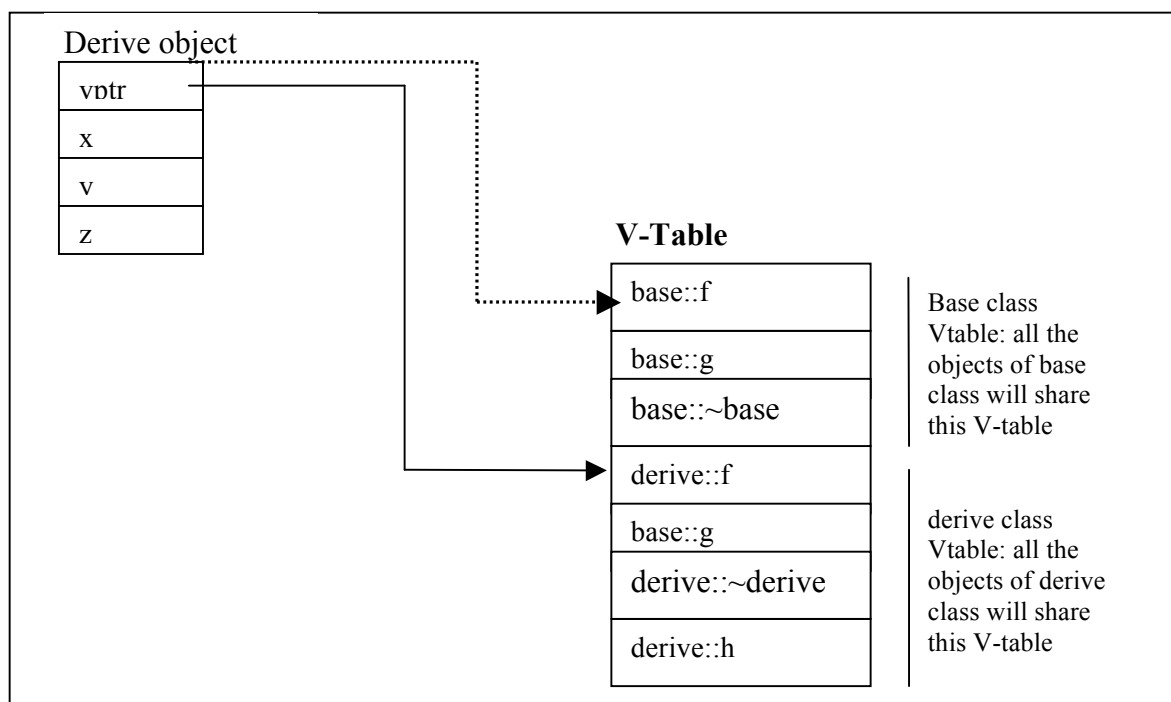 Derive object
vptr
x
v
z
V-Table
base::f
base::g
base::~base
derive::f
base::g
derive::~derive
derive::h
Base class
Vtable: all the
objects of base
class will share
this V-table
derive class
Vtable: all the
objects of derive
class will share
this V-table